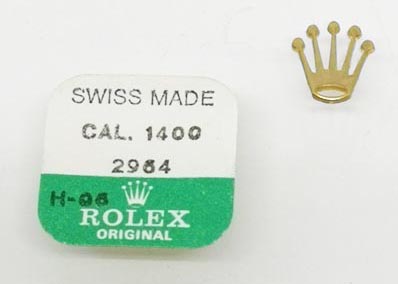 SWISS MADE
CAL. 1400
2964
H-06
ROLEX
ORIGINAL